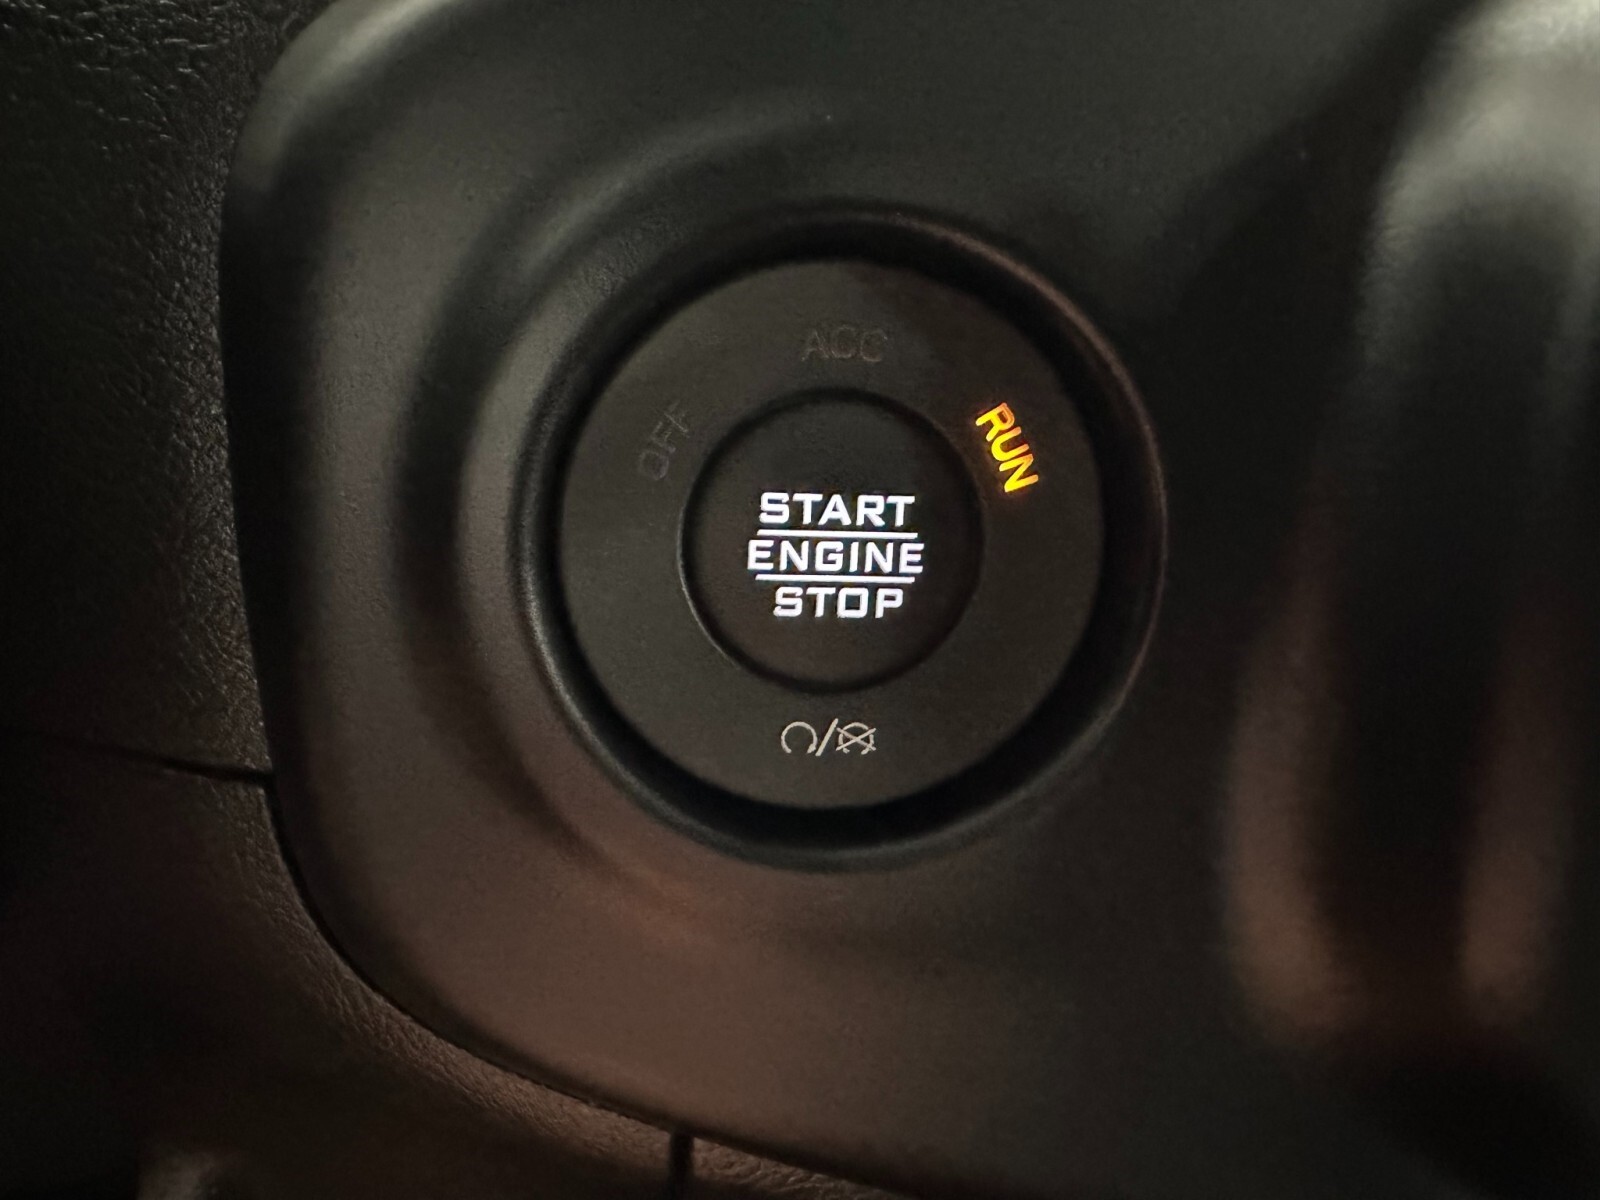 ACC
OFF
RUN
START
ENGINE
STOP